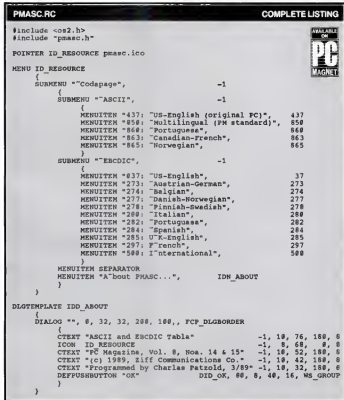 PMASC.RC COMPLETE LISTING
AVAILABLE
ON
PC
MAGNET
#include <os2.h>
#include "pmasc.h"
POINTER ID_RESOURCE pmasc.ico
MENU ID_RESOURCE
{
SUBMENU "~Codepage", -1
{
SUBMENU "~ASCII", -1
{
MENUITEM "437: ~US-English (original PC)", 437
MENUITEM "850: ~Multilingual (PM standard)", 850
MENUITEM "860: ~Portuguese", 860
MENUITEM "863: ~Canadian-French", 863
MENUITEM "865: ~Norwegian", 865
}
SUBMENU "~EBCDIC", -1
{
MENUITEM "037: ~US-English", 37
MENUITEM "273: ~Austrian-German", 273
MENUITEM "274: ~Belgian", 274
MENUITEM "277: ~Danish-Norwegian", 277
MENUITEM "278: ~Finnish-Swedish", 278
MENUITEM "280: ~Italian", 280
MENUITEM "282: ~Portuguese", 282
MENUITEM "284: ~Spanish", 284
MENUITEM "285: U~K-English", 285
MENUITEM "297: F~rench", 297
MENUITEM "500: I~nternational", 500
}
MENUITEM SEPARATOR
MENUITEM "A~bout PMASC...", IDM_ABOUT
}
}
DLGTEMPLATE IDD_ABOUT
{
DIALOG "", 0, 32, 32, 200, 100,, FCF_DLGBORDER
{
CTEXT "ASCII and EBCDIC Table" -1, 10, 76, 180, 8
ICON ID_RESOURCE -1, 8, 68, 0, 0
CTEXT "PC Magazine, Vol. 8, Nos. 14 & 15" -1, 10, 52, 180, 8
CTEXT "(c) 1989, Ziff Communications Co." -1, 10, 42, 180, 8
CTEXT "Programmed by Charles Petzold, 3/89" -1, 10, 32, 180, 8
DEFPUSHBUTTON "OK" DID_OK, 80, 8, 40, 16, WS_GROUP
}
}